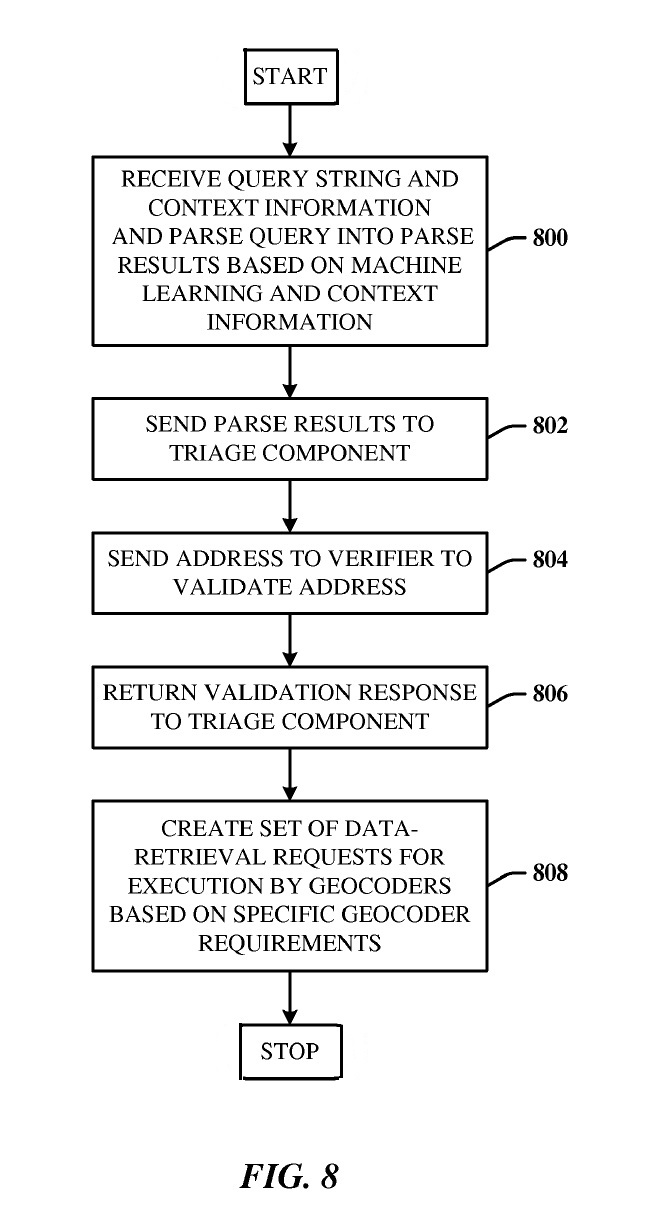 START
RECEIVE QUERY STRING AND
CONTEXT INFORMATION
AND PARSE QUERY INTO PARSE
RESULTS BASED ON MACHINE
LEARNING AND CONTEXT
INFORMATION
800
SEND PARSE RESULTS TO
TRIAGE COMPONENT
802
SEND ADDRESS TO VERIFIER TO
VALIDATE ADDRESS
804
RETURN VALIDATION RESPONSE
TO TRIAGE COMPONENT
806
CREATE SET OF DATA-
RETRIEVAL REQUESTS FOR
EXECUTION BY GEOCODERS
BASED ON SPECIFIC GEOCODER
REQUIREMENTS
808
STOP
FIG. 8